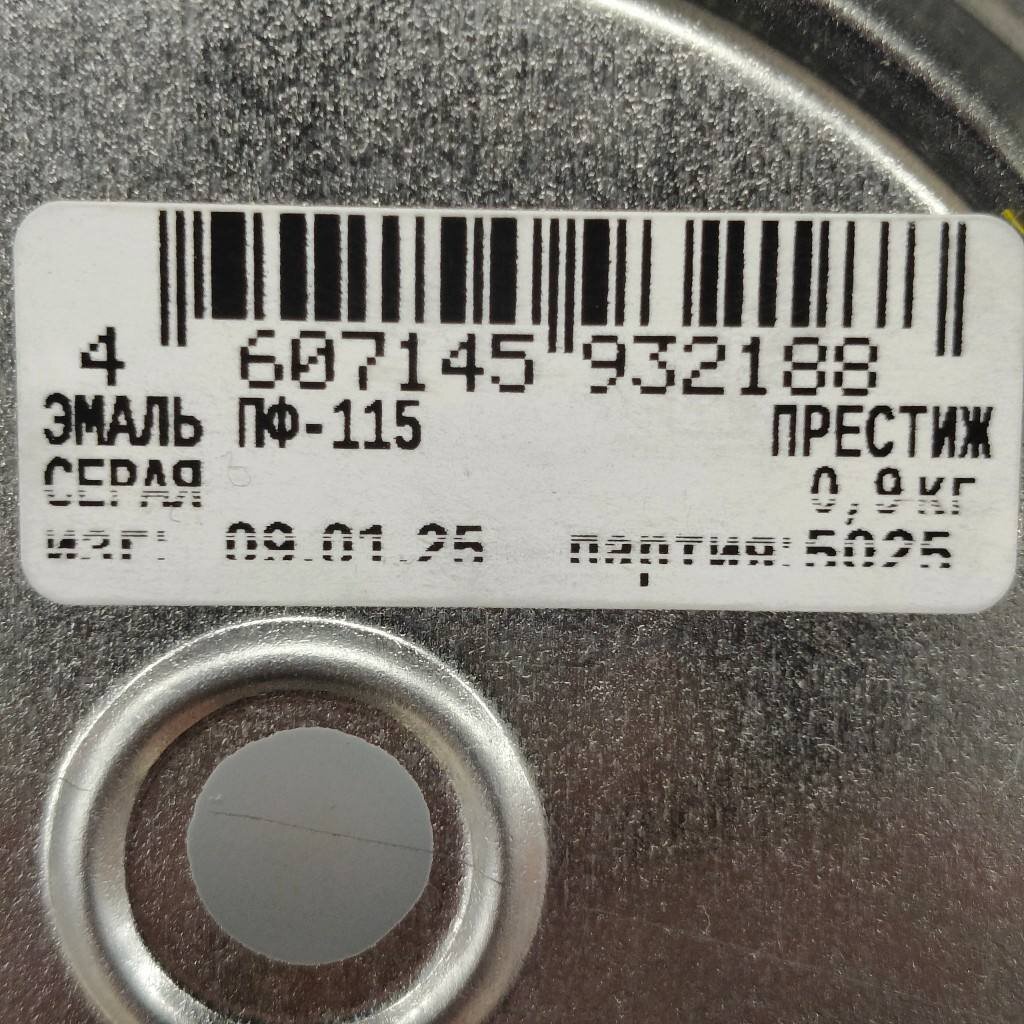 4 607145 932188
ЭМАЛЬ ПФ-115 ПРЕСТИЖ
СЕРАЯ 0,9кг
изг: 09.01.25 партия:5025